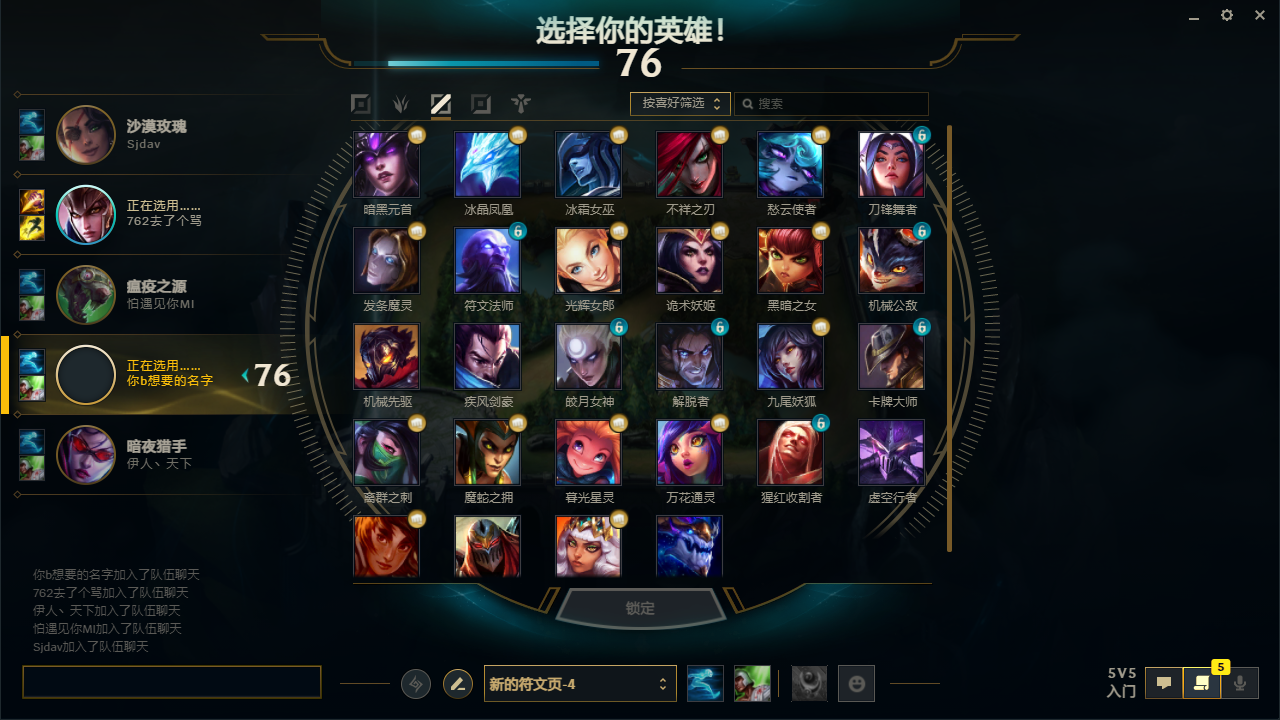 选择你的英雄！
76
按喜好筛选
搜索
沙漠玫瑰
Sjdav
正在选用……
762去了个骂
瘟疫之源
怕遇见你MI
正在选用……
你b想要的名字
76
暗夜猎手
伊人、天下
暗黑元首
冰晶凤凰
冰霜女巫
不祥之刃
愁云使者
6
刀锋舞者
发条魔灵
6
符文法师
光辉女郎
诡术妖姬
黑暗之女
6
机械公敌
机械先驱
疾风剑豪
6
皎月女神
6
解脱者
九尾妖狐
6
卡牌大师
离群之刺
魔蛇之拥
暮光星灵
万花通灵
6
猩红收割者
虚空行者
你b想要的名字加入了队伍聊天
762去了个骂加入了队伍聊天
伊人、天下加入了队伍聊天
怕遇见你MI加入了队伍聊天
Sjdav加入了队伍聊天
锁定
新的符文页-4
5V5
入门
5